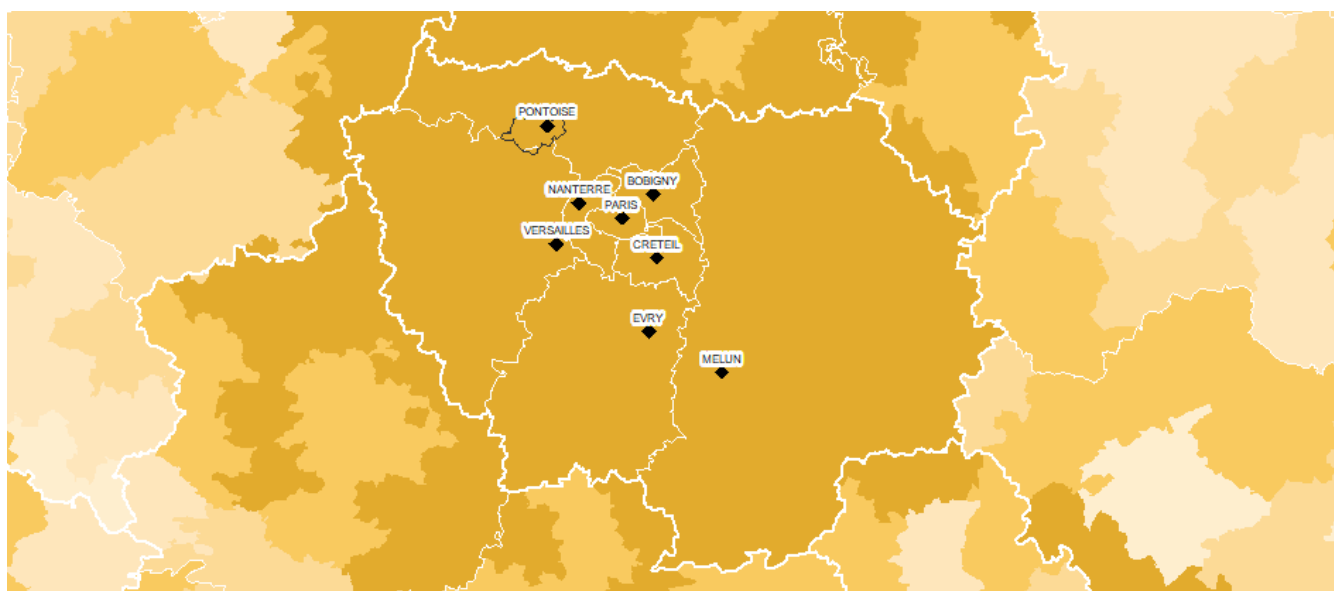 PONTOISE
BOBIGNY
NANTERRE
PARIS
VERSAILLES
CRETEIL
EVRY
MELUN